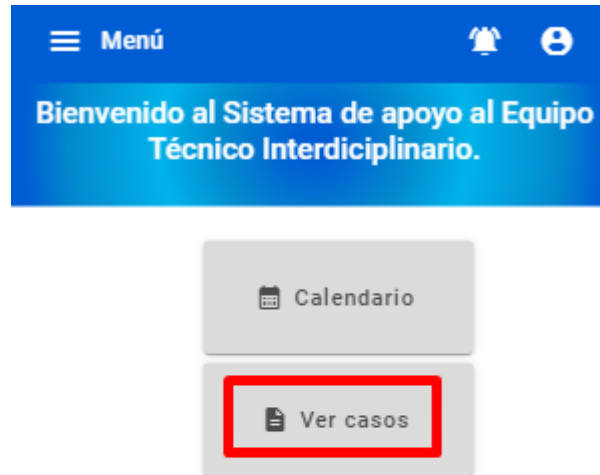 Menú
Bienvenido al Sistema de apoyo al Equipo
Técnico Interdiciplinario.
Calendario
Ver casos